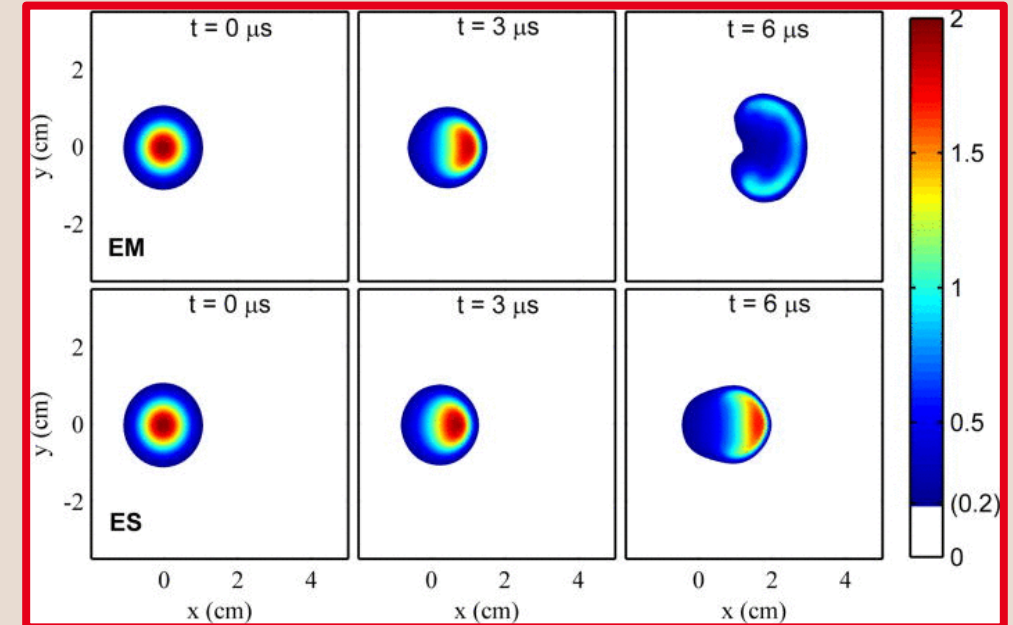 t = 0 μs
t = 3 μs
t = 6 μs
2
0
-2
y (cm)
EM
t = 0 μs
t = 3 μs
t = 6 μs
2
0
-2
y (cm)
ES
0 2 4
0 2 4
0 2 4
x (cm)
x (cm)
x (cm)
2
1.5
1
0.5
(0.2)
0